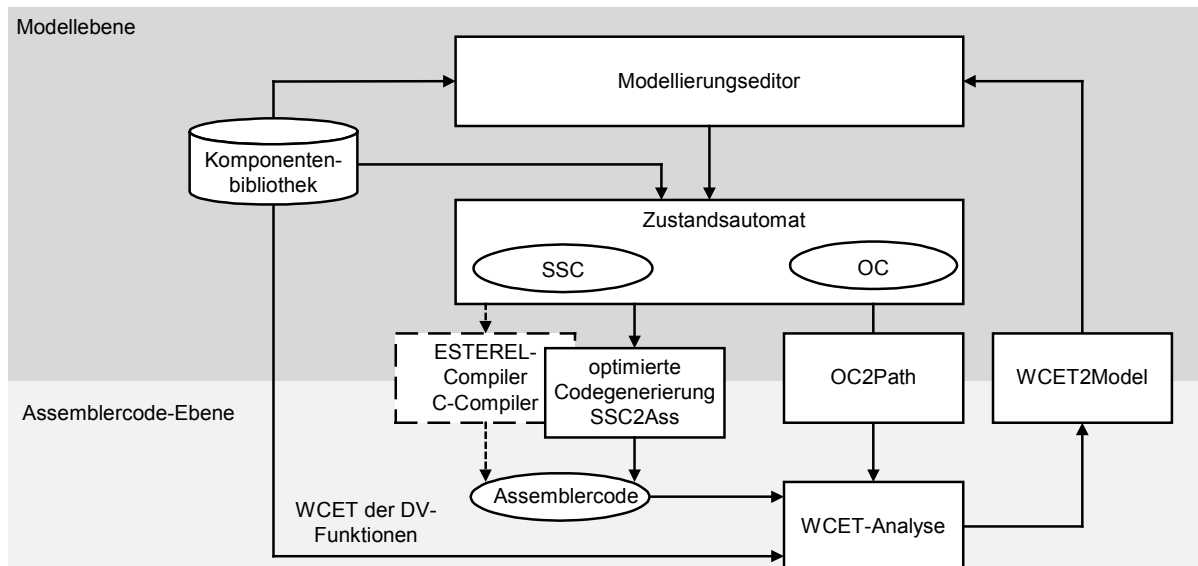 Modellebene
Modellierungseditor
Komponenten-
bibliothek
Zustandsautomat
SSC
OC
ESTEREL-
Compiler
C-Compiler
optimierte
Codegenerierung
SSC2Ass
OC2Path
WCET2Model
Assemblercode-Ebene
Assemblercode
WCET der DV-
Funktionen
WCET-Analyse